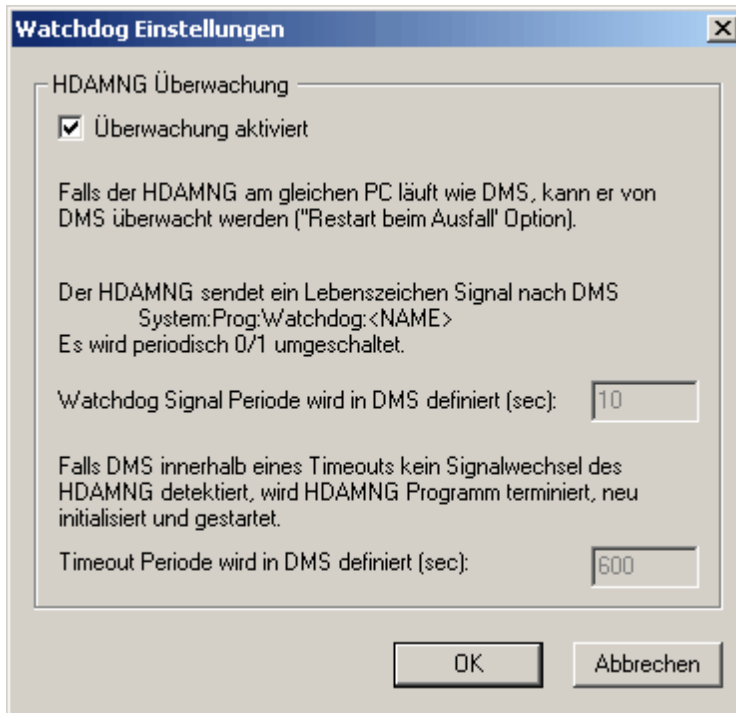 Watchdog Einstellungen
HDAMNG Überwachung
Überwachung aktiviert
Falls der HDAMNG am gleichen PC läuft wie DMS, kann er von
DMS überwacht werden ("Restart beim Ausfall' Option).
Der HDAMNG sendet ein Lebenszeichen Signal nach DMS
System:Prog:Watchdog:<NAME>
Es wird periodisch 0/1 umgeschaltet.
Watchdog Signal Periode wird in DMS definiert (sec): 10
Falls DMS innerhalb eines Timeouts kein Signalwechsel des
HDAMNG detektiert, wird HDAMNG Programm terminiert, neu
initialisiert und gestartet.
Timeout Periode wird in DMS definiert (sec): 600
OK Abbrechen